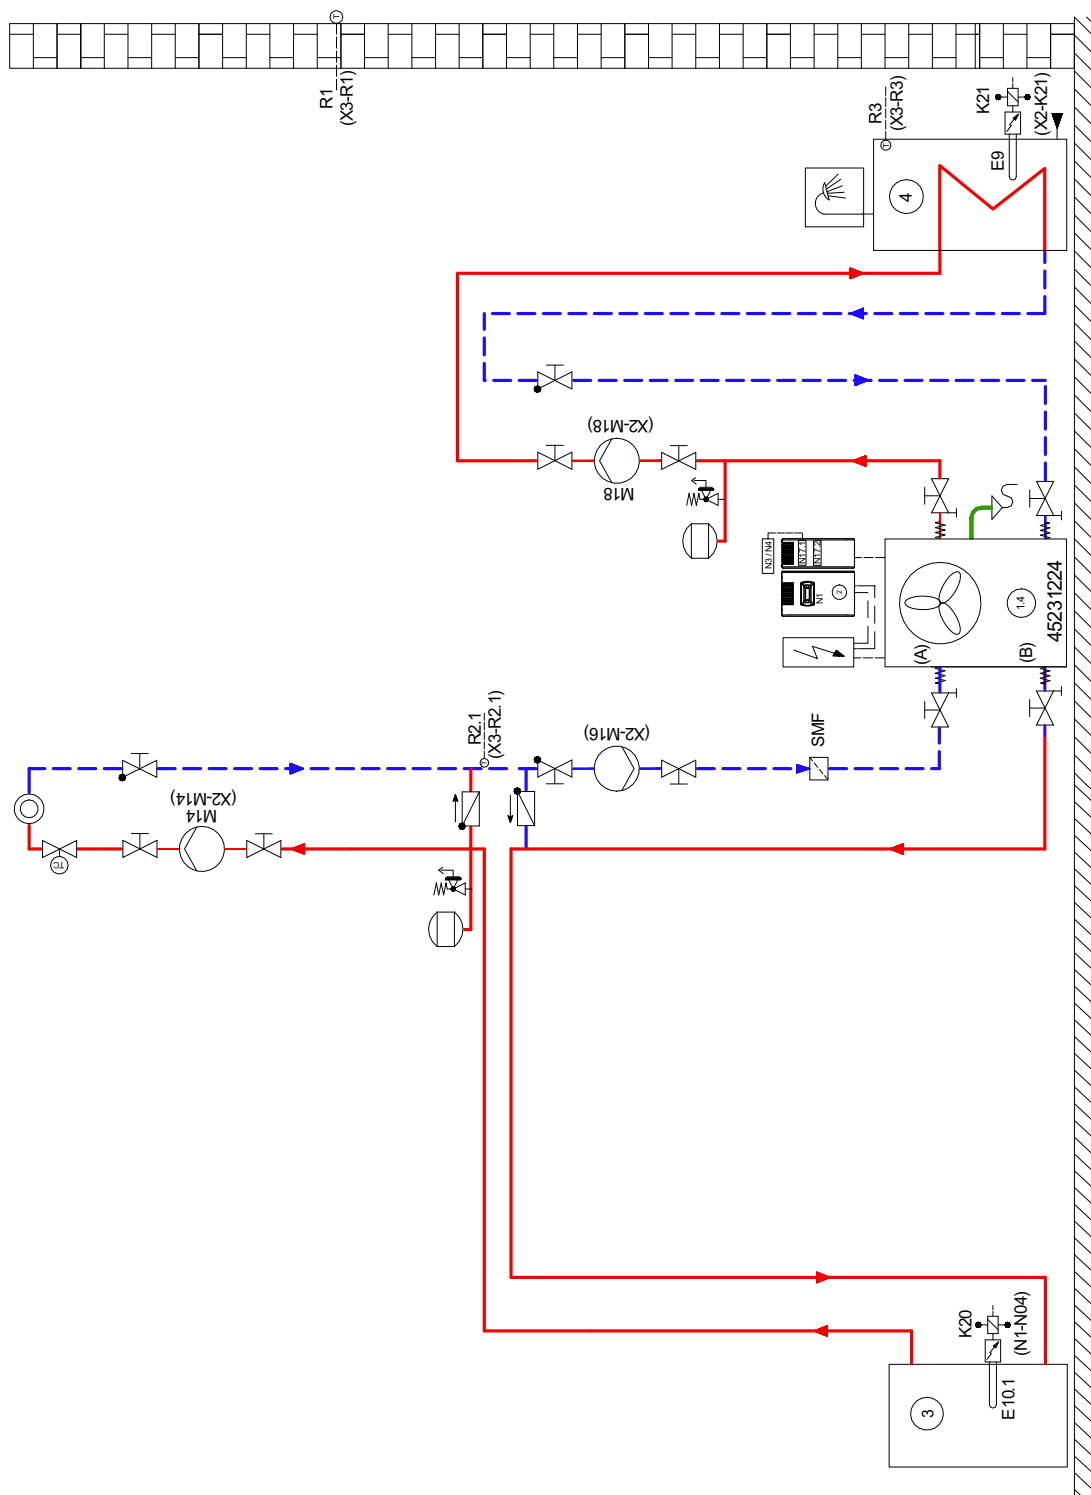 R1
(X3-R1)
T
K21
(X2-K21)
R3
(X3-R3)
T
E9
4
M18
(X2-M18)
N3 / N4
N17.1
N17.2
N1
2
1.4
45231224
(A)
(B)
R2.1
(X3-R2.1)
T
(X2-M16)
SMF
M14
(X2-M14)
TC
K20
(N1-N04)
E10.1
3